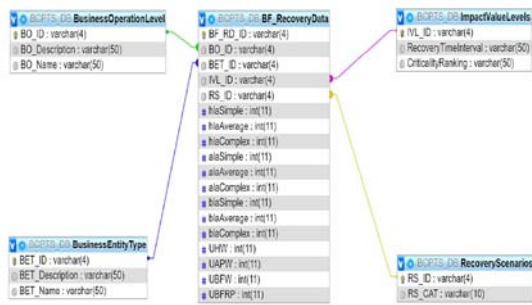 BCPTS_DB BusinessOperationLevel
BO_ID : varchar(4)
BO_Description : varchar(50)
BO_Name : varchar(50)
BCPTS_DB BF_RecoveryData
BF_RD_ID : varchar(4)
BO_ID : varchar(4)
BET_ID : varchar(4)
IVL_ID : varchar(4)
RS_ID : varchar(4)
hlaSimple : int(11)
hlaAverage : int(11)
hlaComplex : int(11)
alaSimple : int(11)
alaAverage : int(11)
alaComplex : int(11)
blaSimple : int(11)
blaAverage : int(11)
blaComplex : int(11)
UHW : int(11)
UAPW : int(11)
UBFW : int(11)
UBFRP : int(11)
BCPTS_DB ImpactValueLevels
IVL_ID : varchar(4)
RecoveryTimeInterval : varchar(50)
CriticalityRanking : varchar(50)
BCPTS_DB BusinessEntityType
BET_ID : varchar(4)
BET_Description : varchar(50)
BET_Name : varchar(50)
BCPTS_DB RecoveryScenarios
RS_ID : varchar(4)
RS_CAT : varchar(10)